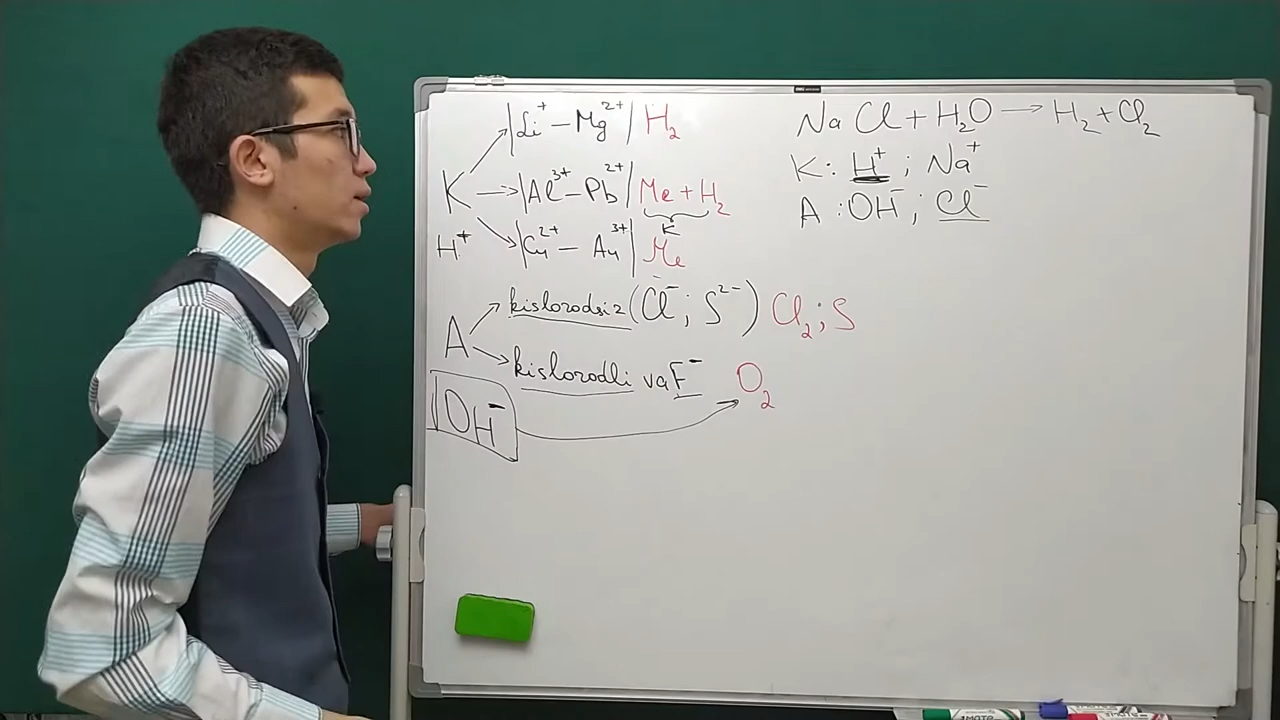 Li⁺ – Mg²⁺ | H₂
K → Al³⁺ – Pb²⁺ | Me + H₂
K
H⁺ Cu²⁺ – Au³⁺ | Me
A → kislorodsiz (Cl⁻; S²⁻) Cl₂; S
kislorodli va F⁻ O₂
OH⁻
NaCl + H₂O → H₂ + Cl₂
K: H⁺; Na⁺
A: OH⁻; Cl⁻